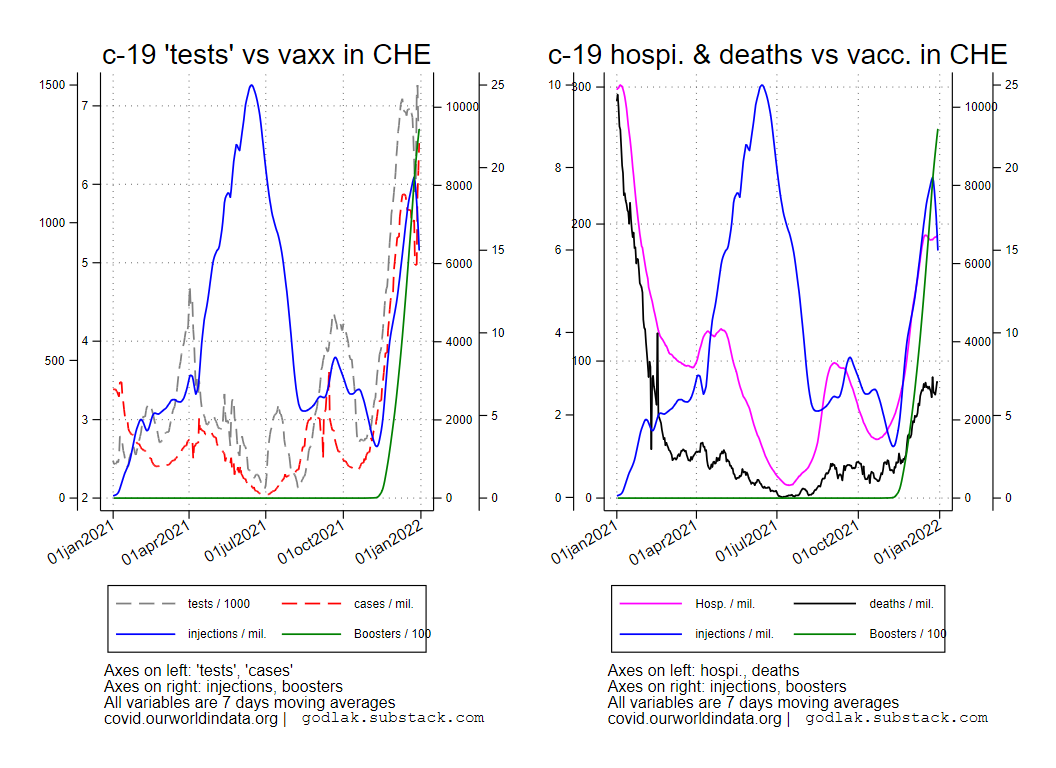 c-19 'tests' vs vaxx in CHE
1500
1000
500
0
7
6
5
4
3
2
10000
8000
6000
4000
2000
0
25
20
15
10
5
0
01jan2021
01apr2021
01jul2021
01oct2021
01jan2022
tests / 1000
cases / mil.
injections / mil.
Boosters / 100
Axes on left: 'tests', 'cases'
Axes on right: injections, boosters
All variables are 7 days moving averages
covid.ourworldindata.org | godlak.substack.com
c-19 hospi. & deaths vs vacc. in CHE
10
8
6
4
2
0
300
200
100
0
10000
8000
6000
4000
2000
0
25
20
15
10
5
0
01jan2021
01apr2021
01jul2021
01oct2021
01jan2022
Hosp. / mil.
deaths / mil.
injections / mil.
Boosters / 100
Axes on left: hospi., deaths
Axes on right: injections, boosters
All variables are 7 days moving averages
covid.ourworldindata.org | godlak.substack.com